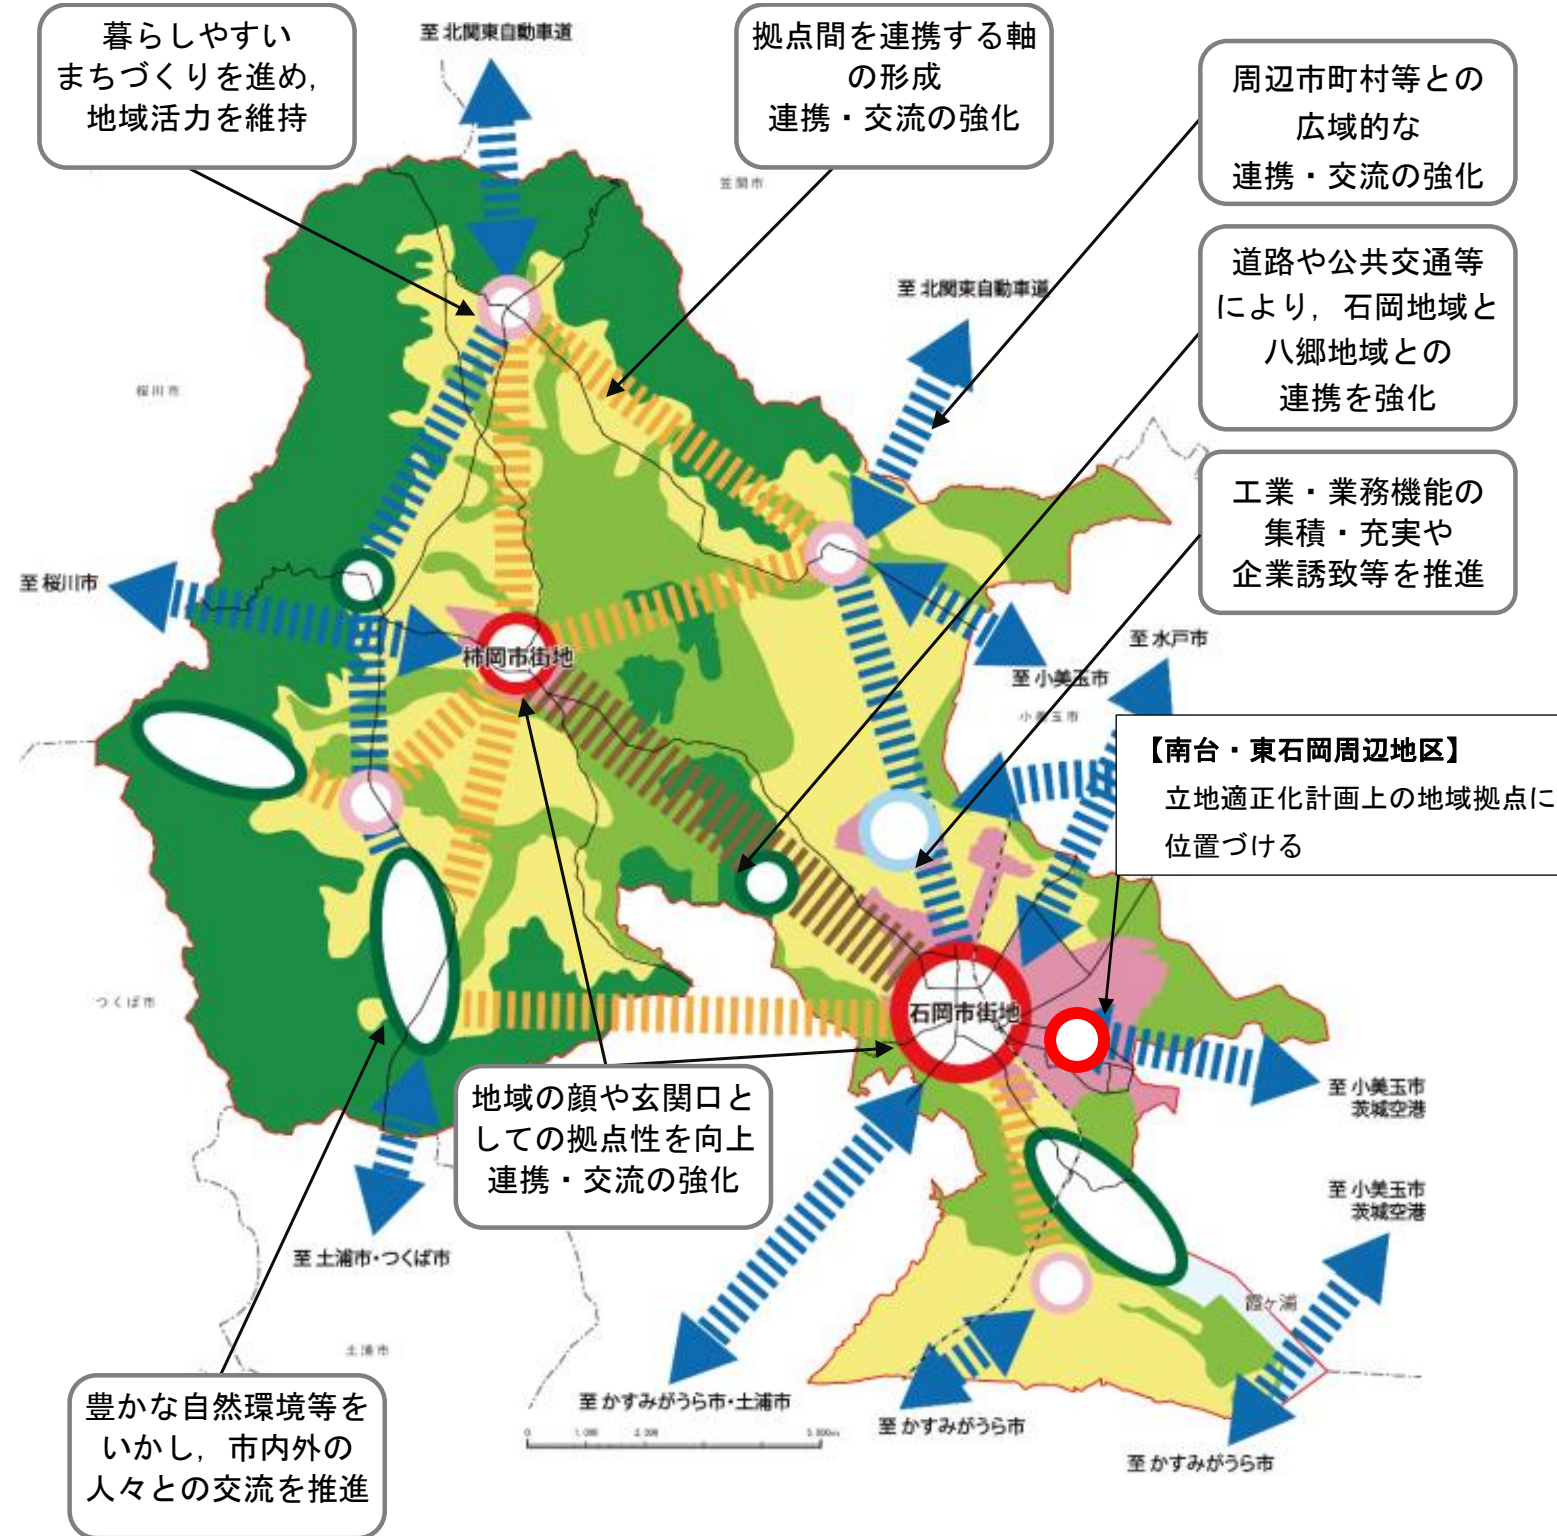 暮らしやすい
まちづくりを進め，
地域活力を維持
至 北関東自動車道
拠点間を連携する軸
の形成
連携・交流の強化
周辺市町村等との
広域的な
連携・交流の強化
笠間市
道路や公共交通等
により，石岡地域と
八郷地域との
連携を強化
至 北関東自動車道
桜川市
工業・業務機能の
集積・充実や
企業誘致等を推進
至 桜川市
至 水戸市
柿岡市街地
至 小美玉市
小美玉市
【南台・東石岡周辺地区】
立地適正化計画上の地域拠点に
位置づける
つくば市
石岡市街地
地域の顔や玄関口と
しての拠点性を向上
連携・交流の強化
至 小美玉市
茨城空港
至 小美玉市
茨城空港
至 土浦市・つくば市
霞ヶ浦
土浦市
豊かな自然環境等を
いかし，市内外の
人々との交流を推進
至 かすみがうら市・土浦市
至 かすみがうら市
至 かすみがうら市
0 1,000 2,000